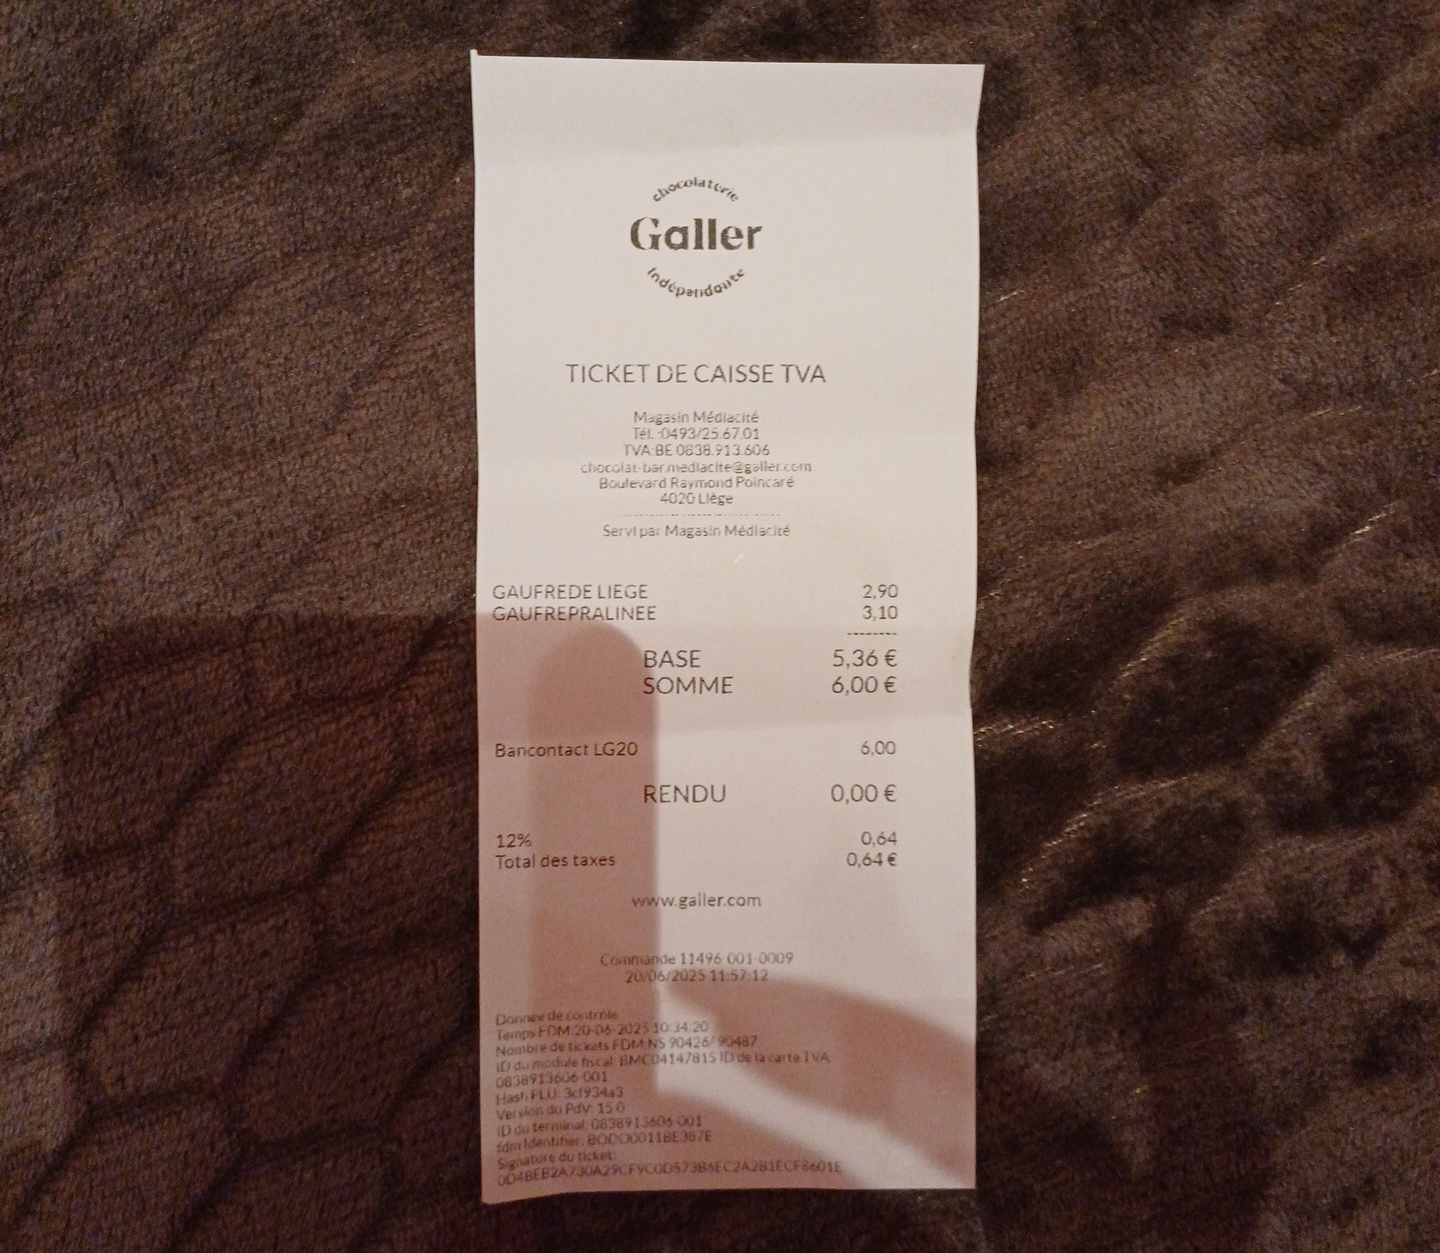 chocolaterie
Galler
indépendante
TICKET DE CAISSE TVA
Magasin Médiacité
Tél. :0493/25.67.01
TVA:BE 0838.913.606
chocolat-bar.mediacite@galler.com
Boulevard Raymond Poincaré
4020 Liège
Servi par Magasin Médiacité
GAUFREDE LIEGE 2,90
GAUFREPRALINEE 3,10
BASE 5,36 €
SOMME 6,00 €
Bancontact LG20 6,00
RENDU 0,00 €
12% 0,64
Total des taxes 0,64 €
www.galler.com
Commande 11496 001-0009
20/06/2025 11:57:12
Donnée de contrôle
Temps FDM:20-06-2025 10:34:20
Nombre de tickets FDM:NS 90426/ 90487
ID du module fiscal: BMC04147815 ID de la carte TVA
0838913606-001
Hash PLU: 3cf934a3
Version du PdV: 15.0
ID du terminal: 0838913606-001
fdm Identifier: BODO0011BE387E
Signature du ticket: